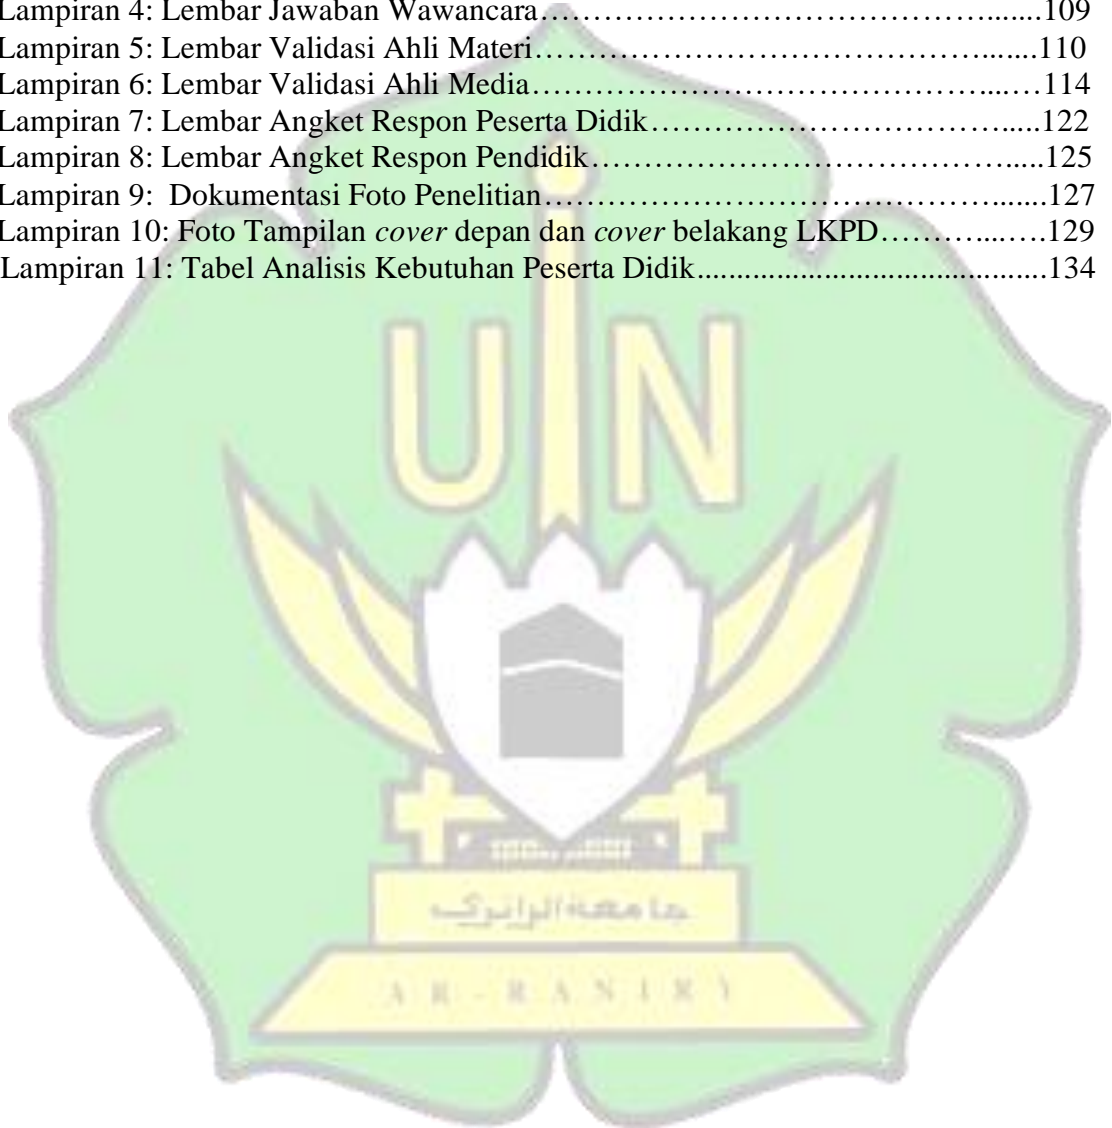 Lampiran 4: Lembar Jawaban Wawancara…………………………………….......109
Lampiran 5: Lembar Validasi Ahli Materi…………………………………….......110
Lampiran 6: Lembar Validasi Ahli Media……………………………………...….114
Lampiran 7: Lembar Angket Respon Peserta Didik…………………………….....122
Lampiran 8: Lembar Angket Respon Pendidik………………………………….....125
Lampiran 9:  Dokumentasi Foto Penelitian…………………………………….......127
Lampiran 10: Foto Tampilan cover depan dan cover belakang LKPD………...…..129
Lampiran 11: Tabel Analisis Kebutuhan Peserta Didik............................................134
UIN
جامعة الرانري
AR-RANIRY